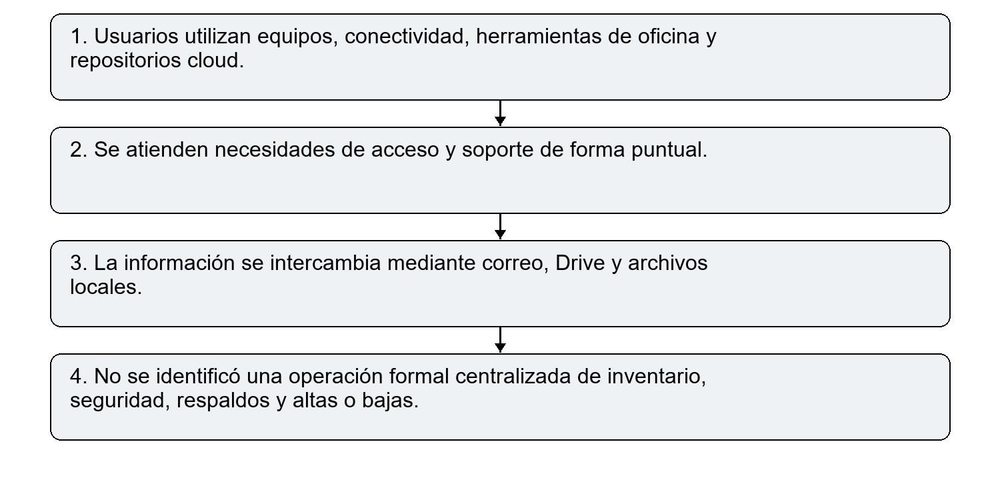 1. Usuarios utilizan equipos, conectividad, herramientas de oficina y
repositorios cloud.
2. Se atienden necesidades de acceso y soporte de forma puntual.
3. La información se intercambia mediante correo, Drive y archivos
locales.
4. No se identificó una operación formal centralizada de inventario,
seguridad, respaldos y altas o bajas.